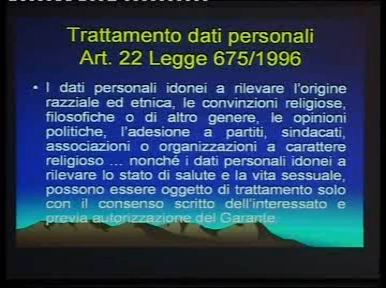 Trattamento dati personali
Art. 22 Legge 675/1996
• I dati personali idonei a rilevare l'origine
razziale ed etnica, le convinzioni religiose,
filosofiche o di altro genere, le opinioni
politiche, l'adesione a partiti, sindacati,
associazioni o organizzazioni a carattere
religioso ... nonché i dati personali idonei a
rilevare lo stato di salute e la vita sessuale,
possono essere oggetto di trattamento solo
con il consenso scritto dell'interessato e
previa autorizzazione del Garante.